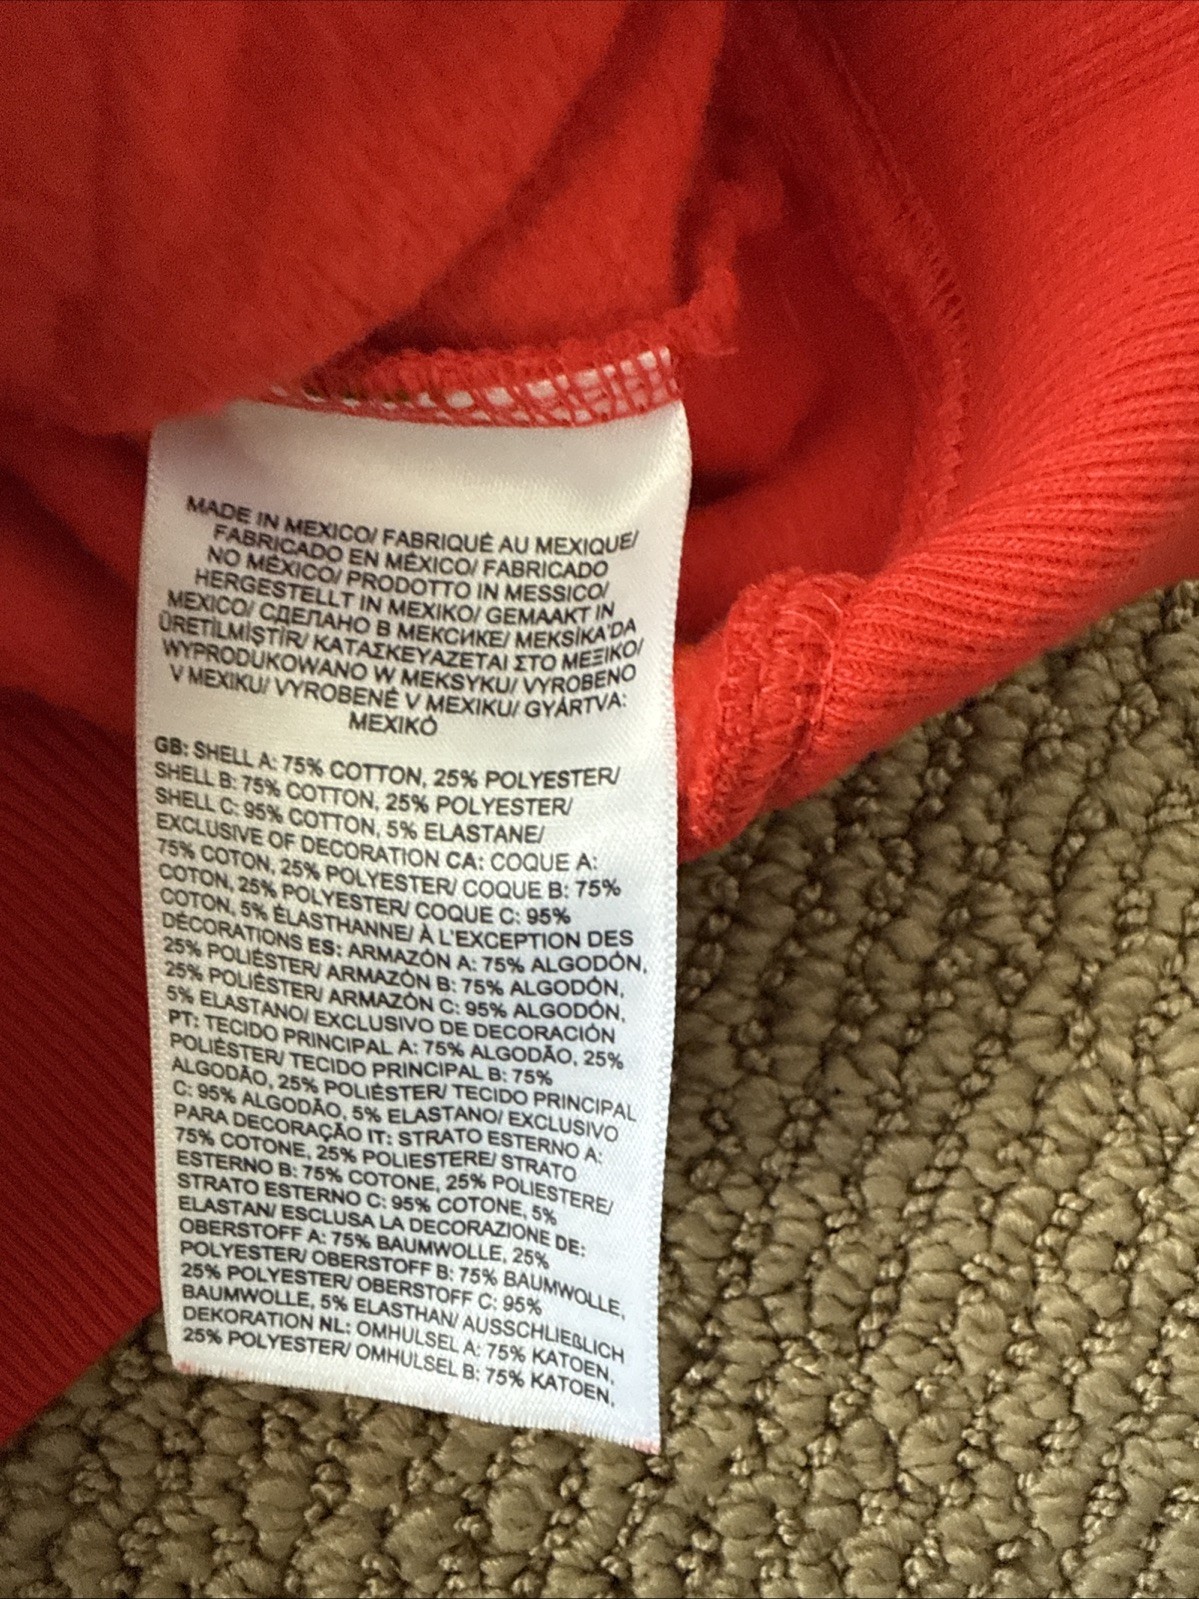 MADE IN MEXICO/ FABRIQUÉ AU MEXIQUE/
FABRICADO EN MÉXICO/ FABRICADO
NO MÉXICO/ PRODOTTO IN MESSICO/
HERGESTELLT IN MEXIKO/ GEMAAKT IN
MEXICO/ СДЕЛАНО В МЕКСИКЕ/ MEKSİKA'DA
ÜRETİLMİŞTİR/ ΚΑΤΑΣΚΕΥΑΖΕΤΑΙ ΣΤΟ ΜΕΞΙΚΟ/
WYPRODUKOWANO W MEKSYKU/ VYROBENO
V MEXIKU/ VYROBENÉ V MEXIKU/ GYÁRTVA:
MEXIKÓ
GB: SHELL A: 75% COTTON, 25% POLYESTER/
SHELL B: 75% COTTON, 25% POLYESTER/
SHELL C: 95% COTTON, 5% ELASTANE/
EXCLUSIVE OF DECORATION CA: COQUE A:
75% COTON, 25% POLYESTER/ COQUE B: 75%
COTON, 25% POLYESTER/ COQUE C: 95%
COTON, 5% ÉLASTHANNE/ À L'EXCEPTION DES
DÉCORATIONS ES: ARMAZÓN A: 75% ALGODÓN,
25% POLIÉSTER/ ARMAZÓN B: 75% ALGODÓN,
25% POLIÉSTER/ ARMAZÓN C: 95% ALGODÓN,
5% ELASTANO/ EXCLUSIVO DE DECORACIÓN
PT: TECIDO PRINCIPAL A: 75% ALGODÃO, 25%
POLIÉSTER/ TECIDO PRINCIPAL B: 75%
ALGODÃO, 25% POLIÉSTER/ TECIDO PRINCIPAL
C: 95% ALGODÃO, 5% ELASTANO/ EXCLUSIVO
PARA DECORAÇÃO IT: STRATO ESTERNO A:
75% COTONE, 25% POLIESTERE/ STRATO
ESTERNO B: 75% COTONE, 25% POLIESTERE/
STRATO ESTERNO C: 95% COTONE, 5%
ELASTAN/ ESCLUSA LA DECORAZIONE DE:
OBERSTOFF A: 75% BAUMWOLLE, 25%
POLYESTER/ OBERSTOFF B: 75% BAUMWOLLE,
25% POLYESTER/ OBERSTOFF C: 95%
BAUMWOLLE, 5% ELASTHAN/ AUSSCHLIEßLICH
DEKORATION NL: OMHULSEL A: 75% KATOEN,
25% POLYESTER/ OMHULSEL B: 75% KATOEN,